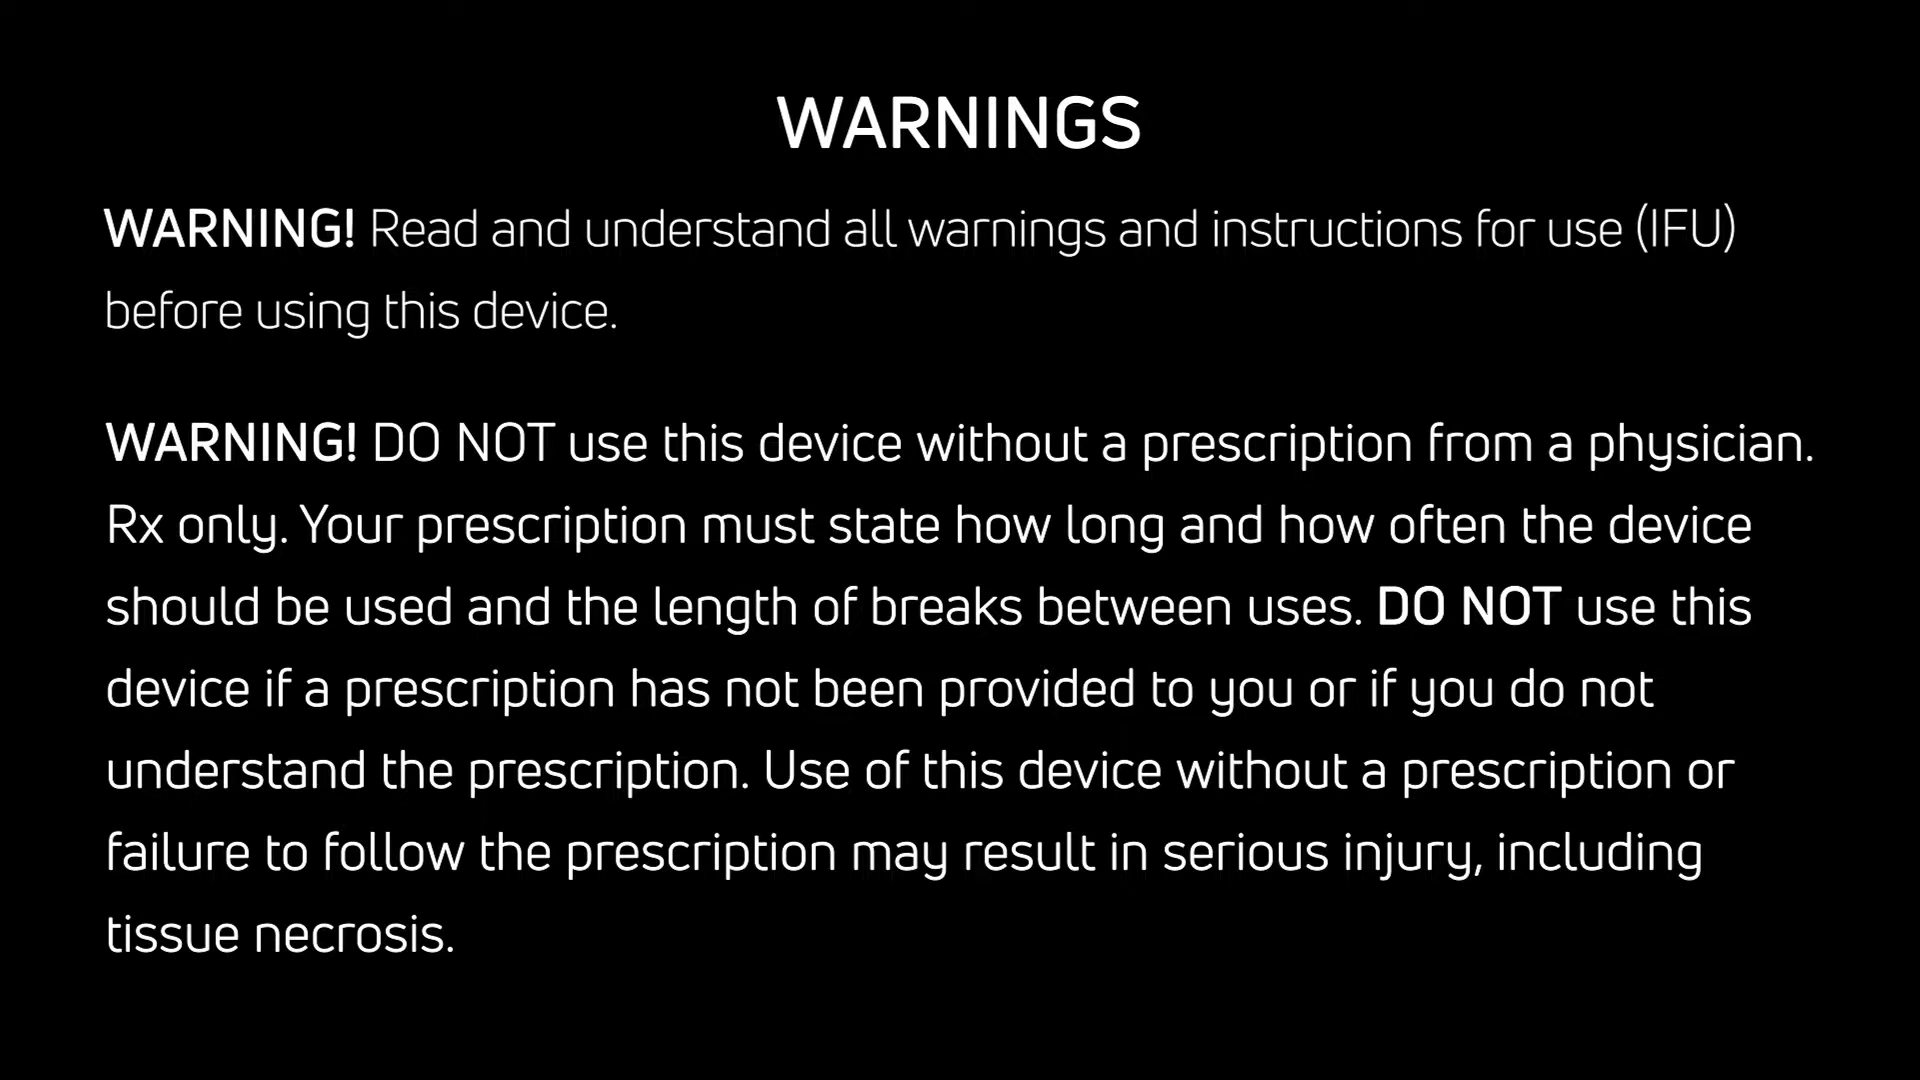 WARNINGS
WARNING! Read and understand all warnings and instructions for use (IFU)
before using this device.
WARNING! DO NOT use this device without a prescription from a physician.
Rx only. Your prescription must state how long and how often the device
should be used and the length of breaks between uses. DO NOT use this
device if a prescription has not been provided to you or if you do not
understand the prescription. Use of this device without a prescription or
failure to follow the prescription may result in serious injury, including
tissue necrosis.